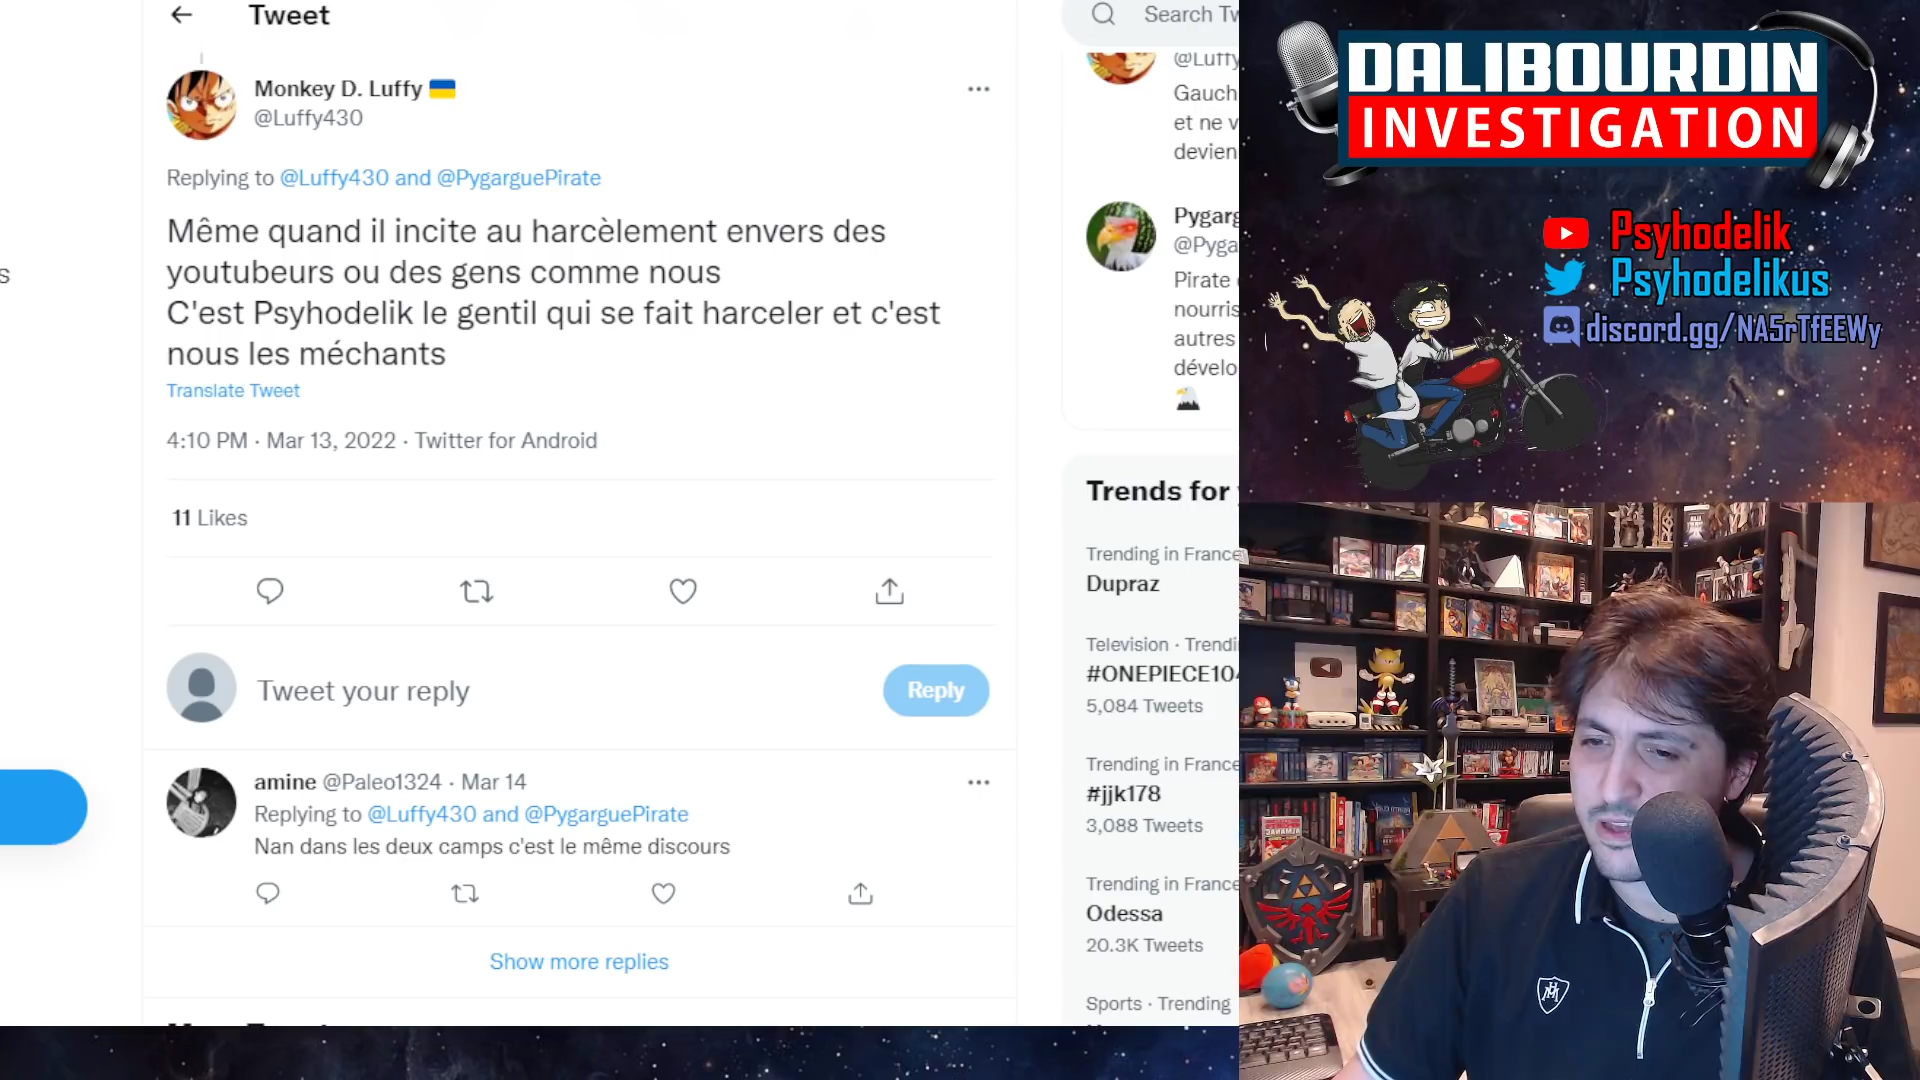 Tweet
Search Tw
Monkey D. Luffy
@Luffy430
Replying to @Luffy430 and @PygarguePirate
Même quand il incite au harcèlement envers des
youtubeurs ou des gens comme nous
C'est Psyhodelik le gentil qui se fait harceler et c'est
nous les méchants
Translate Tweet
4:10 PM · Mar 13, 2022 · Twitter for Android
11 Likes
Tweet your reply
Reply
amine @Paleo1324 · Mar 14
Replying to @Luffy430 and @PygarguePirate
Nan dans les deux camps c'est le même discours
Show more replies
s
@Luffy
Gauch
et ne v
devien
Pygarg
@Pyga
Pirate
nourris
autres
dévelo
Trends for
Trending in France
Dupraz
Television · Trendi
#ONEPIECE104
5,084 Tweets
Trending in France
#jjk178
3,088 Tweets
Trending in France
Odessa
20.3K Tweets
Sports · Trending
DALIBOURDIN
INVESTIGATION
Psyhodelik
Psyhodelikus
discord.gg/NA5rTfEEWy